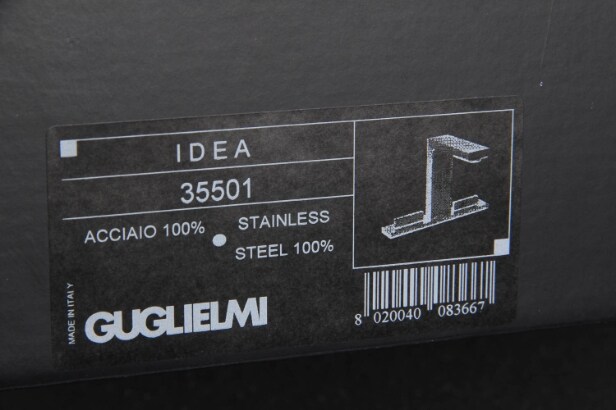 IDEA
35501
ACCIAIO 100% • STAINLESS
STEEL 100%
MADE IN ITALY
GUGLIELMI
8 020040 083667